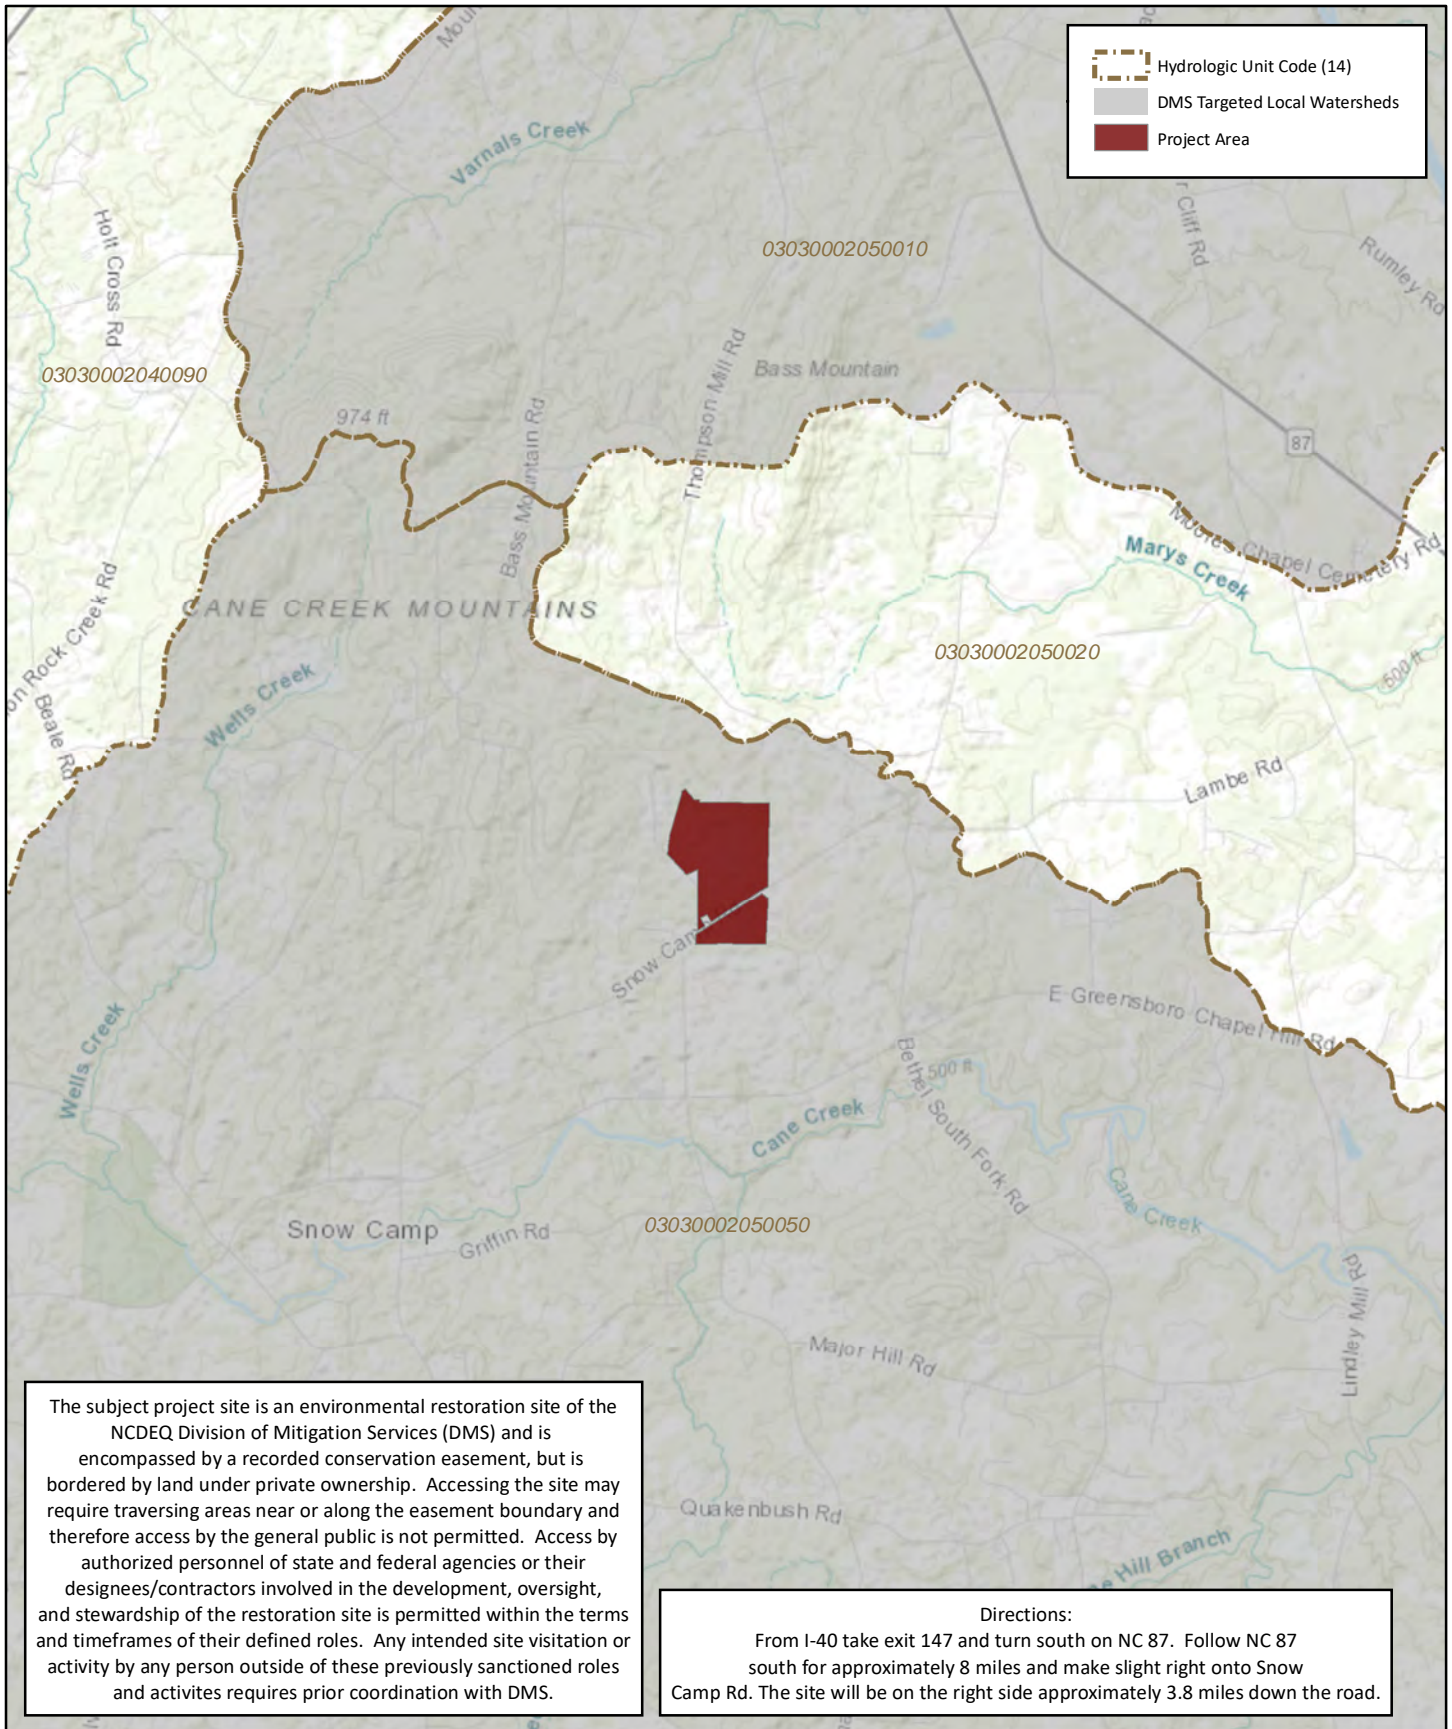 Hydrologic Unit Code (14)
DMS Targeted Local Watersheds
Project Area
Varnals Creek
Holt Cross Rd
03030002050010
r Cliff Rd
Rumley Rd
03030002040090
974 ft
Thompson Mill Rd
Bass Mountain
Bass Mountain Rd
87
Moores Chapel Cemetery Rd
Marys Creek
CANE CREEK MOUNTAINS
on Rock Creek Rd
Beale Rd
Wells Creek
03030002050020
500 ft
Lambe Rd
Snow Cam
E Greensboro Chapel Hill Rd
Wells Creek
Bethel South Fork Rd
500 ft
Cane Creek
Cane Creek
Snow Camp
Griffin Rd
03030002050050
Lindley Mill Rd
Major Hill Rd
Quakenbush Rd
Hill Branch
The subject project site is an environmental restoration site of the
NCDEQ Division of Mitigation Services (DMS) and is
encompassed by a recorded conservation easement, but is
bordered by land under private ownership.  Accessing the site may
require traversing areas near or along the easement boundary and
therefore access by the general public is not permitted.  Access by
authorized personnel of state and federal agencies or their
designees/contractors involved in the development, oversight,
and stewardship of the restoration site is permitted within the terms
and timeframes of their defined roles.  Any intended site visitation or
activity by any person outside of these previously sanctioned roles
and activites requires prior coordination with DMS.
Directions:
From I-40 take exit 147 and turn south on NC 87.  Follow NC 87
south for approximately 8 miles and make slight right onto Snow
Camp Rd. The site will be on the right side approximately 3.8 miles down the road.